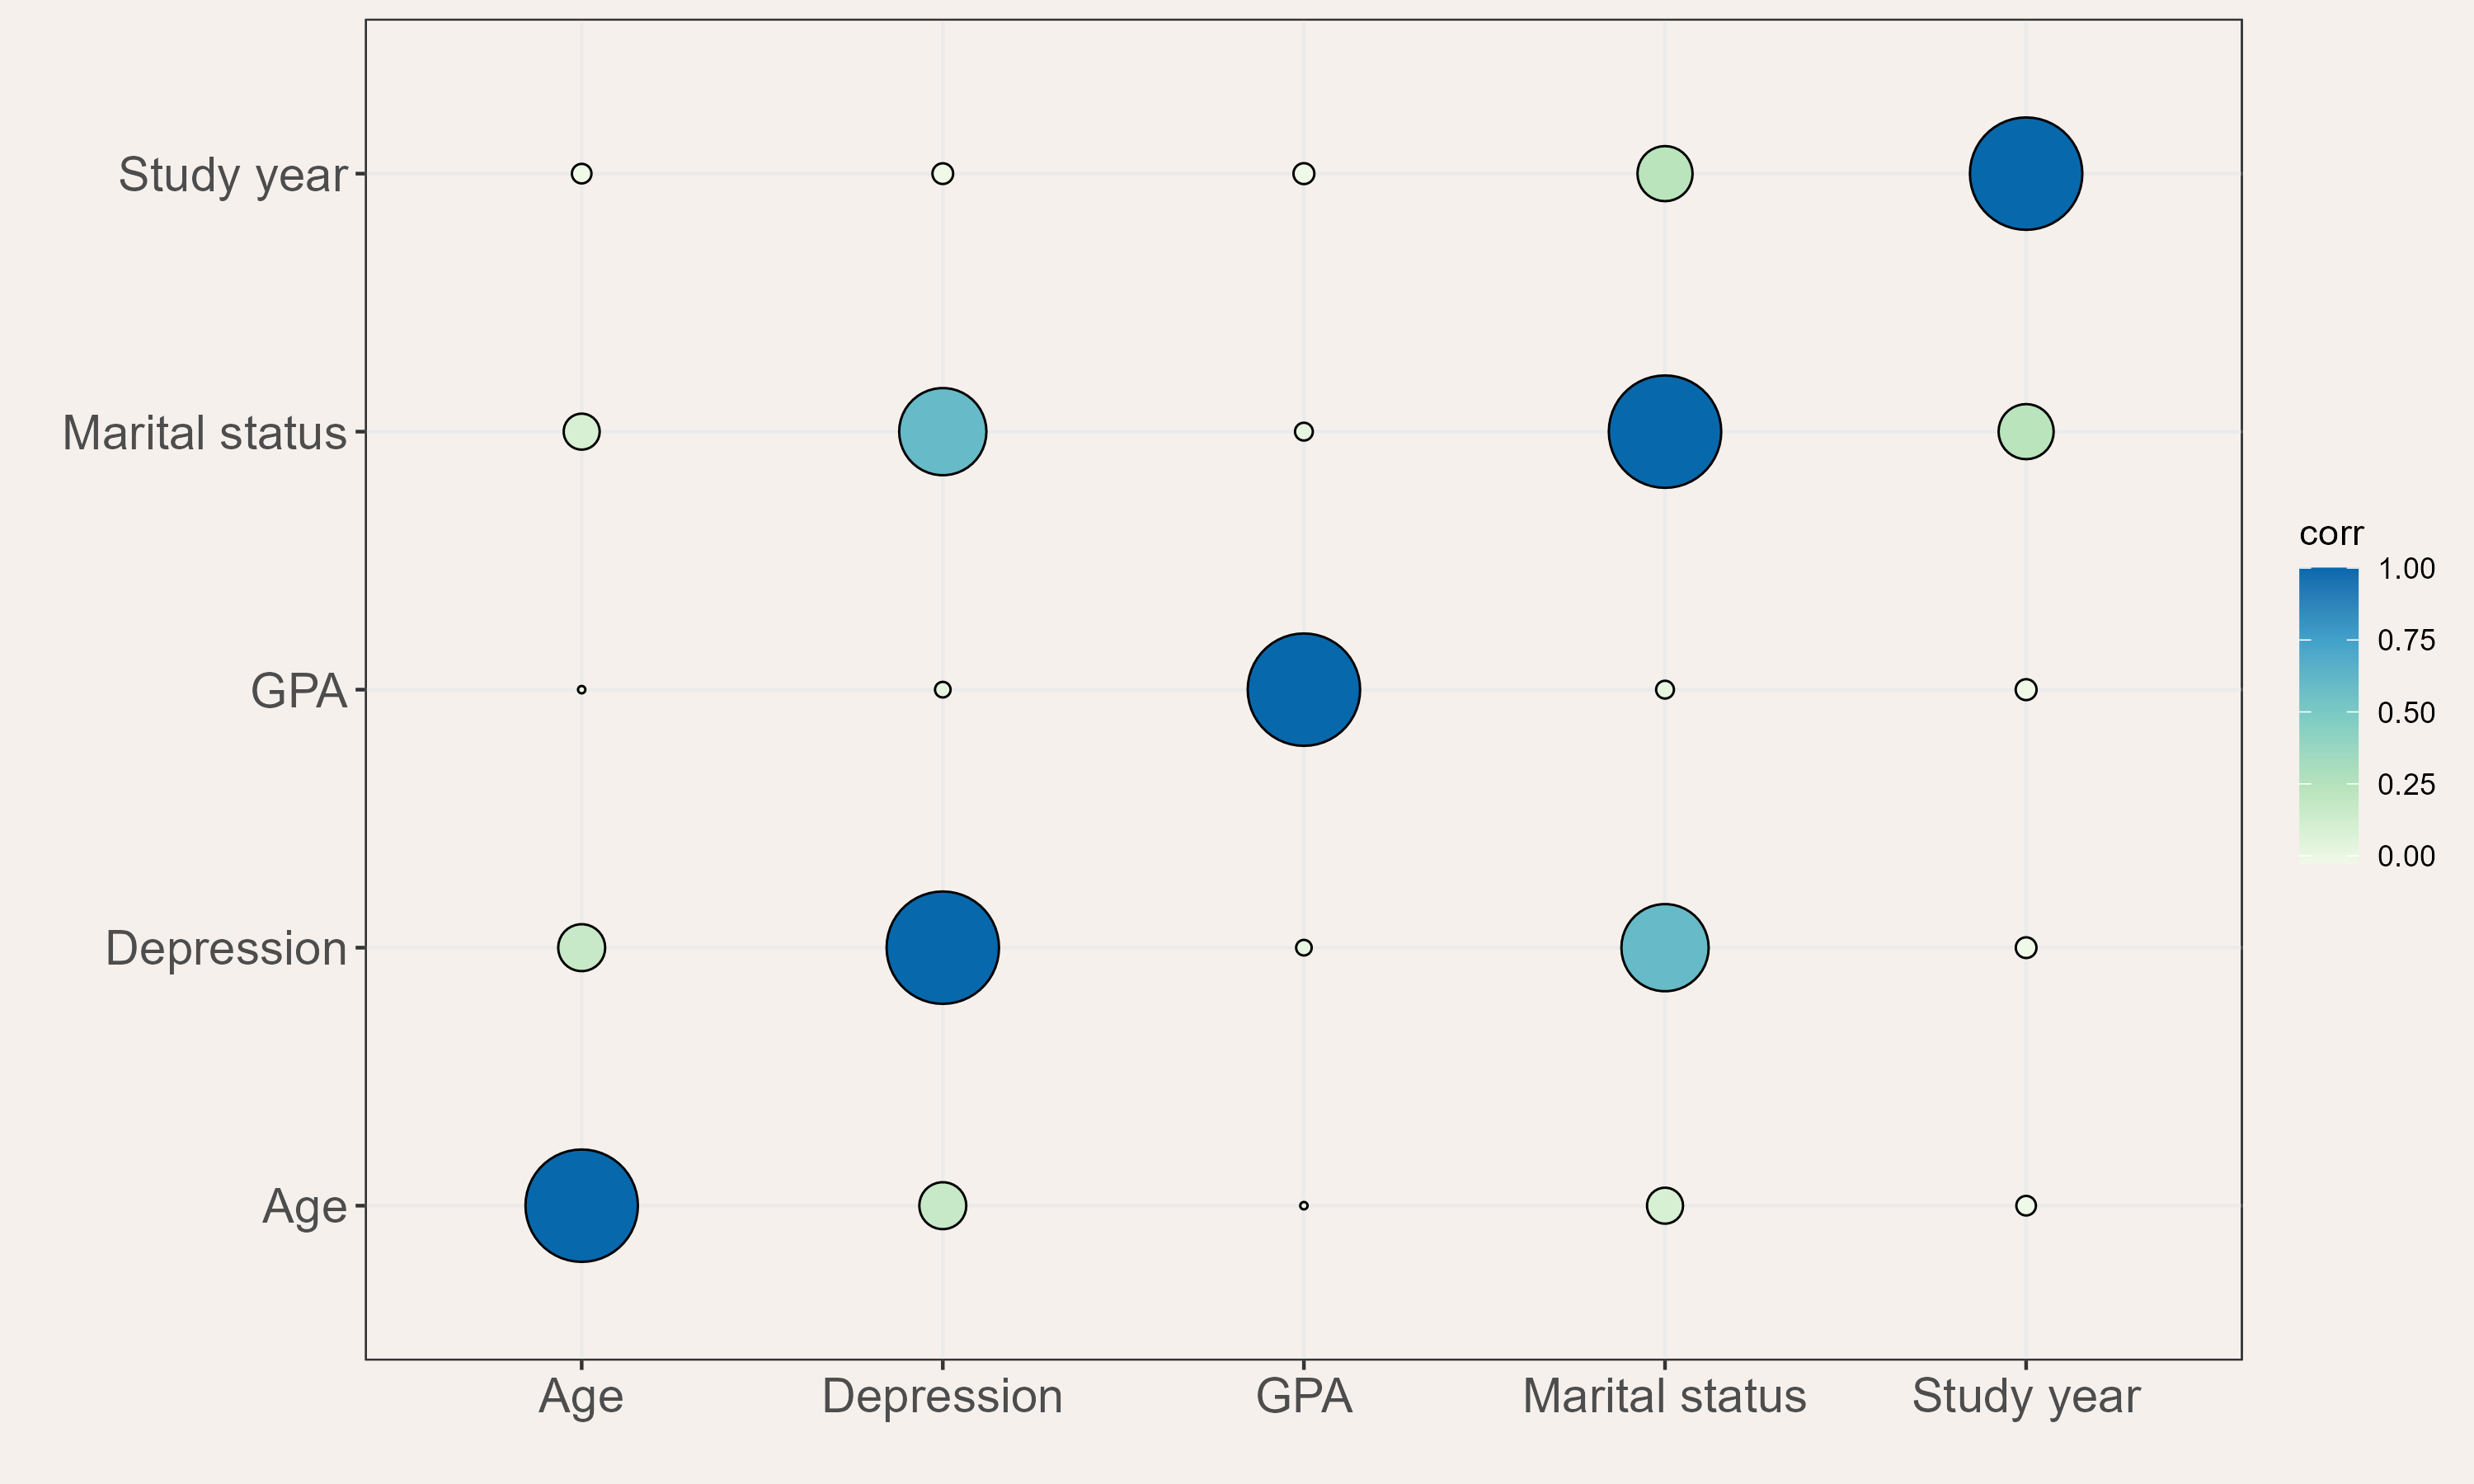 Study year
Marital status
GPA
Depression
Age
Age Depression GPA Marital status Study year
corr
1.00
0.75
0.50
0.25
0.00